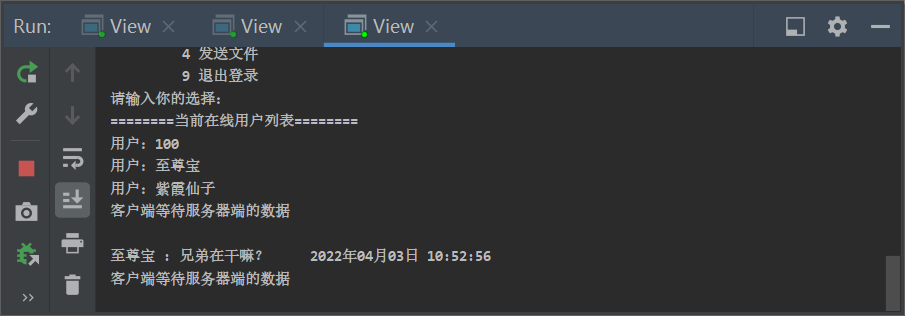 Run: View View View
4 发送文件
9 退出登录
请输入你的选择:
========当前在线用户列表========
用户: 100
用户: 至尊宝
用户: 紫霞仙子
客户端等待服务器端的数据
至尊宝 : 兄弟在干嘛? 2022年04月03日 10:52:56
客户端等待服务器端的数据